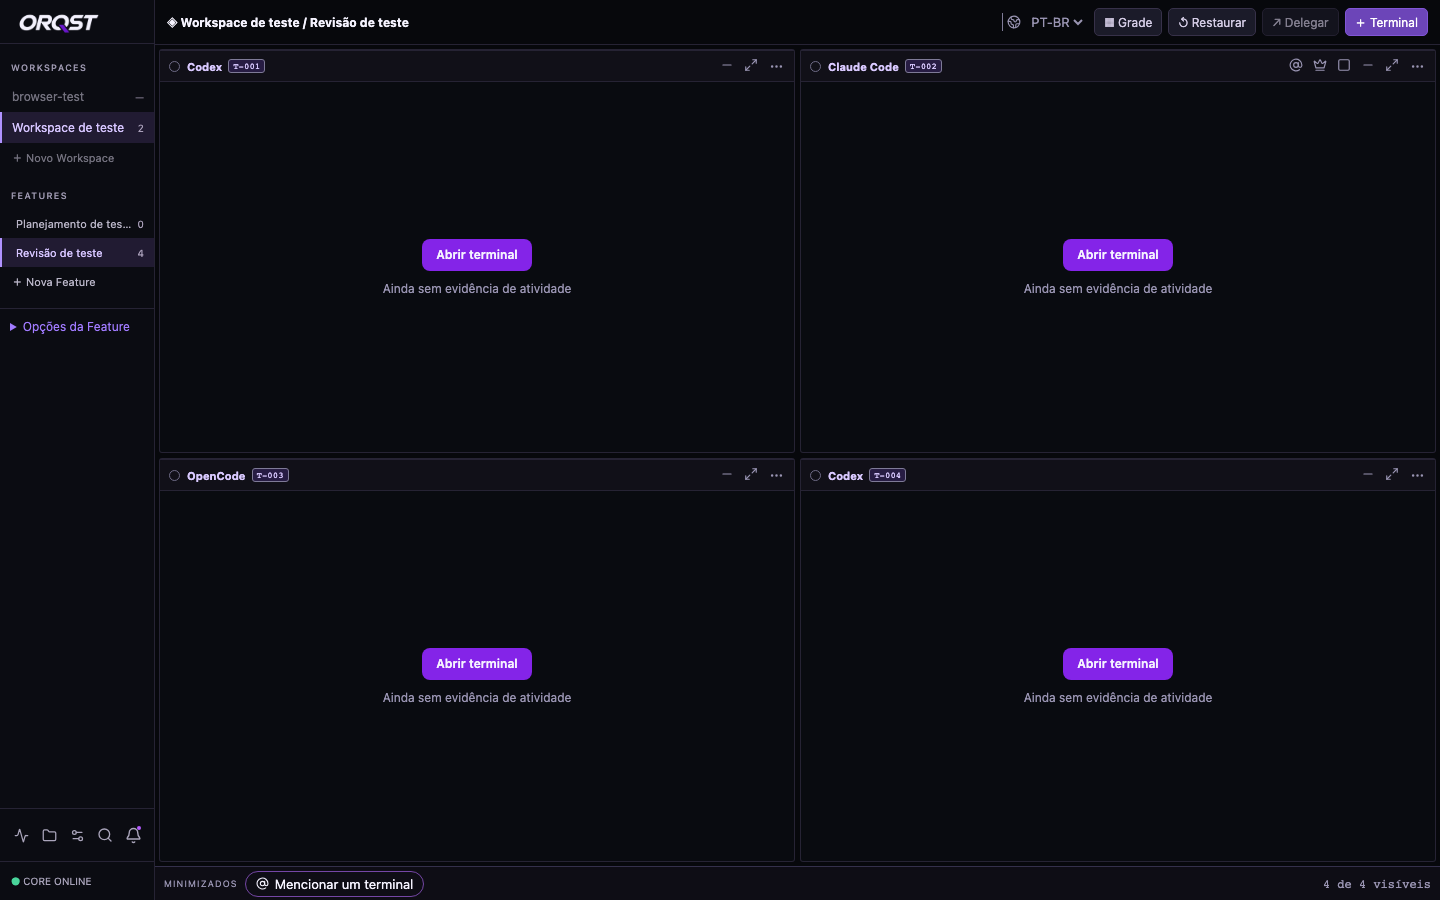 ORQST
◈ Workspace de teste / Revisão de teste
PT-BR
Grade
Restaurar
Delegar
+ Terminal
WORKSPACES
browser-test —
Workspace de teste 2
+ Novo Workspace
FEATURES
Planejamento de tes... 0
Revisão de teste 4
+ Nova Feature
Opções da Feature
CORE ONLINE
Codex T-001
Abrir terminal
Ainda sem evidência de atividade
Claude Code T-002
@
Abrir terminal
Ainda sem evidência de atividade
OpenCode T-003
Abrir terminal
Ainda sem evidência de atividade
Codex T-004
Abrir terminal
Ainda sem evidência de atividade
MINIMIZADOS
@ Mencionar um terminal
4 de 4 visíveis